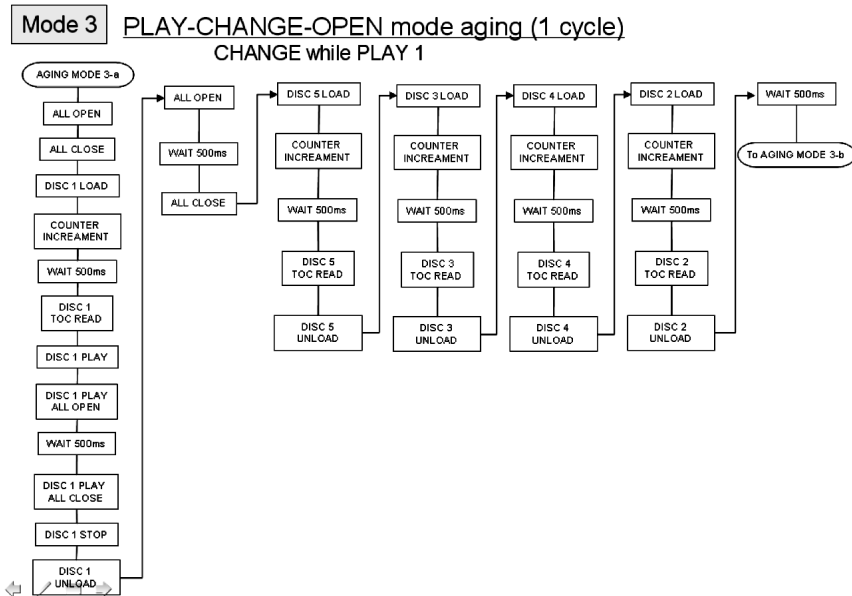 Mode 3
PLAY-CHANGE-OPEN mode aging (1 cycle)
CHANGE while PLAY 1
AGING MODE 3-a
ALL OPEN
ALL CLOSE
DISC 1 LOAD
COUNTER
INCREAMENT
WAIT 500ms
DISC 1
TOC READ
DISC 1 PLAY
DISC 1 PLAY
ALL OPEN
WAIT 500ms
DISC 1 PLAY
ALL CLOSE
DISC 1 STOP
DISC 1
UNLOAD
ALL OPEN
WAIT 500ms
ALL CLOSE
DISC 5 LOAD
COUNTER
INCREAMENT
WAIT 500ms
DISC 5
TOC READ
DISC 5
UNLOAD
DISC 3 LOAD
COUNTER
INCREAMENT
WAIT 500ms
DISC 3
TOC READ
DISC 3
UNLOAD
DISC 4 LOAD
COUNTER
INCREAMENT
WAIT 500ms
DISC 4
TOC READ
DISC 4
UNLOAD
DISC 2 LOAD
COUNTER
INCREAMENT
WAIT 500ms
DISC 2
TOC READ
DISC 2
UNLOAD
WAIT 500ms
To AGING MODE 3-b